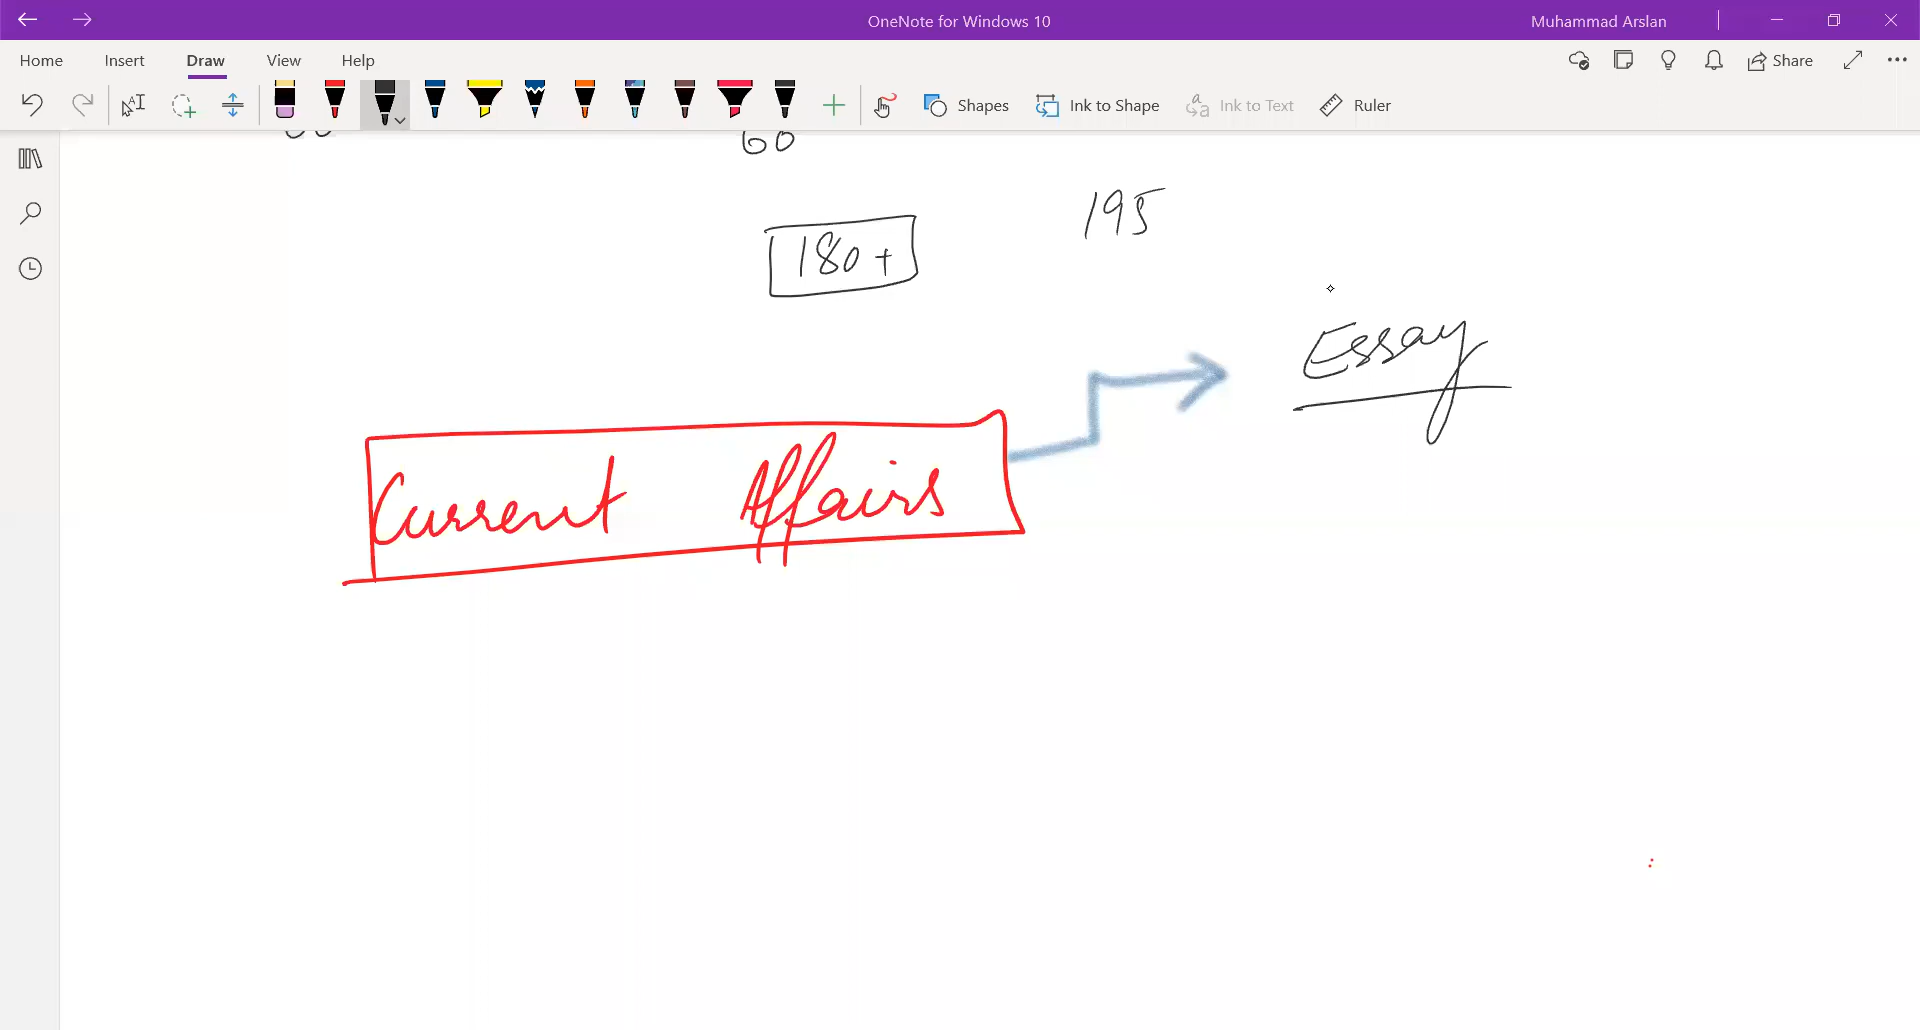 OneNote for Windows 10
Muhammad Arslan
Home Insert Draw View Help
Share
Shapes Ink to Shape Ink to Text Ruler
60
195
180+
Essay
Current Affairs